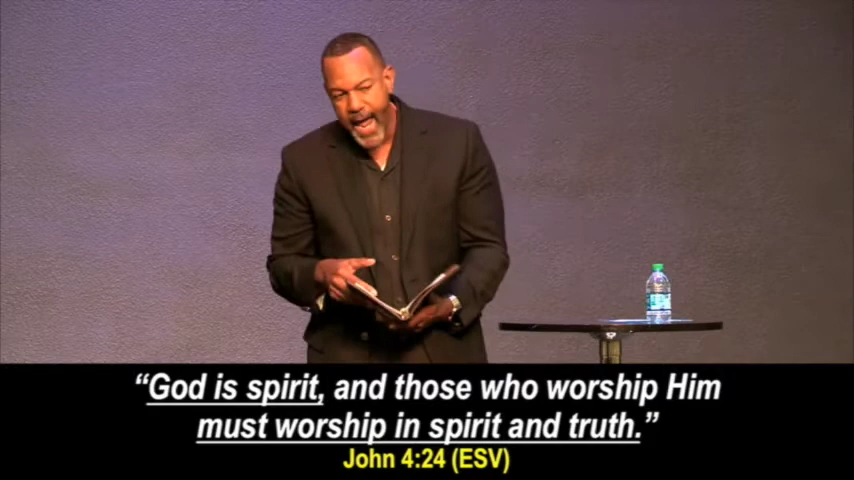 “God is spirit, and those who worship Him
must worship in spirit and truth.”
John 4:24 (ESV)